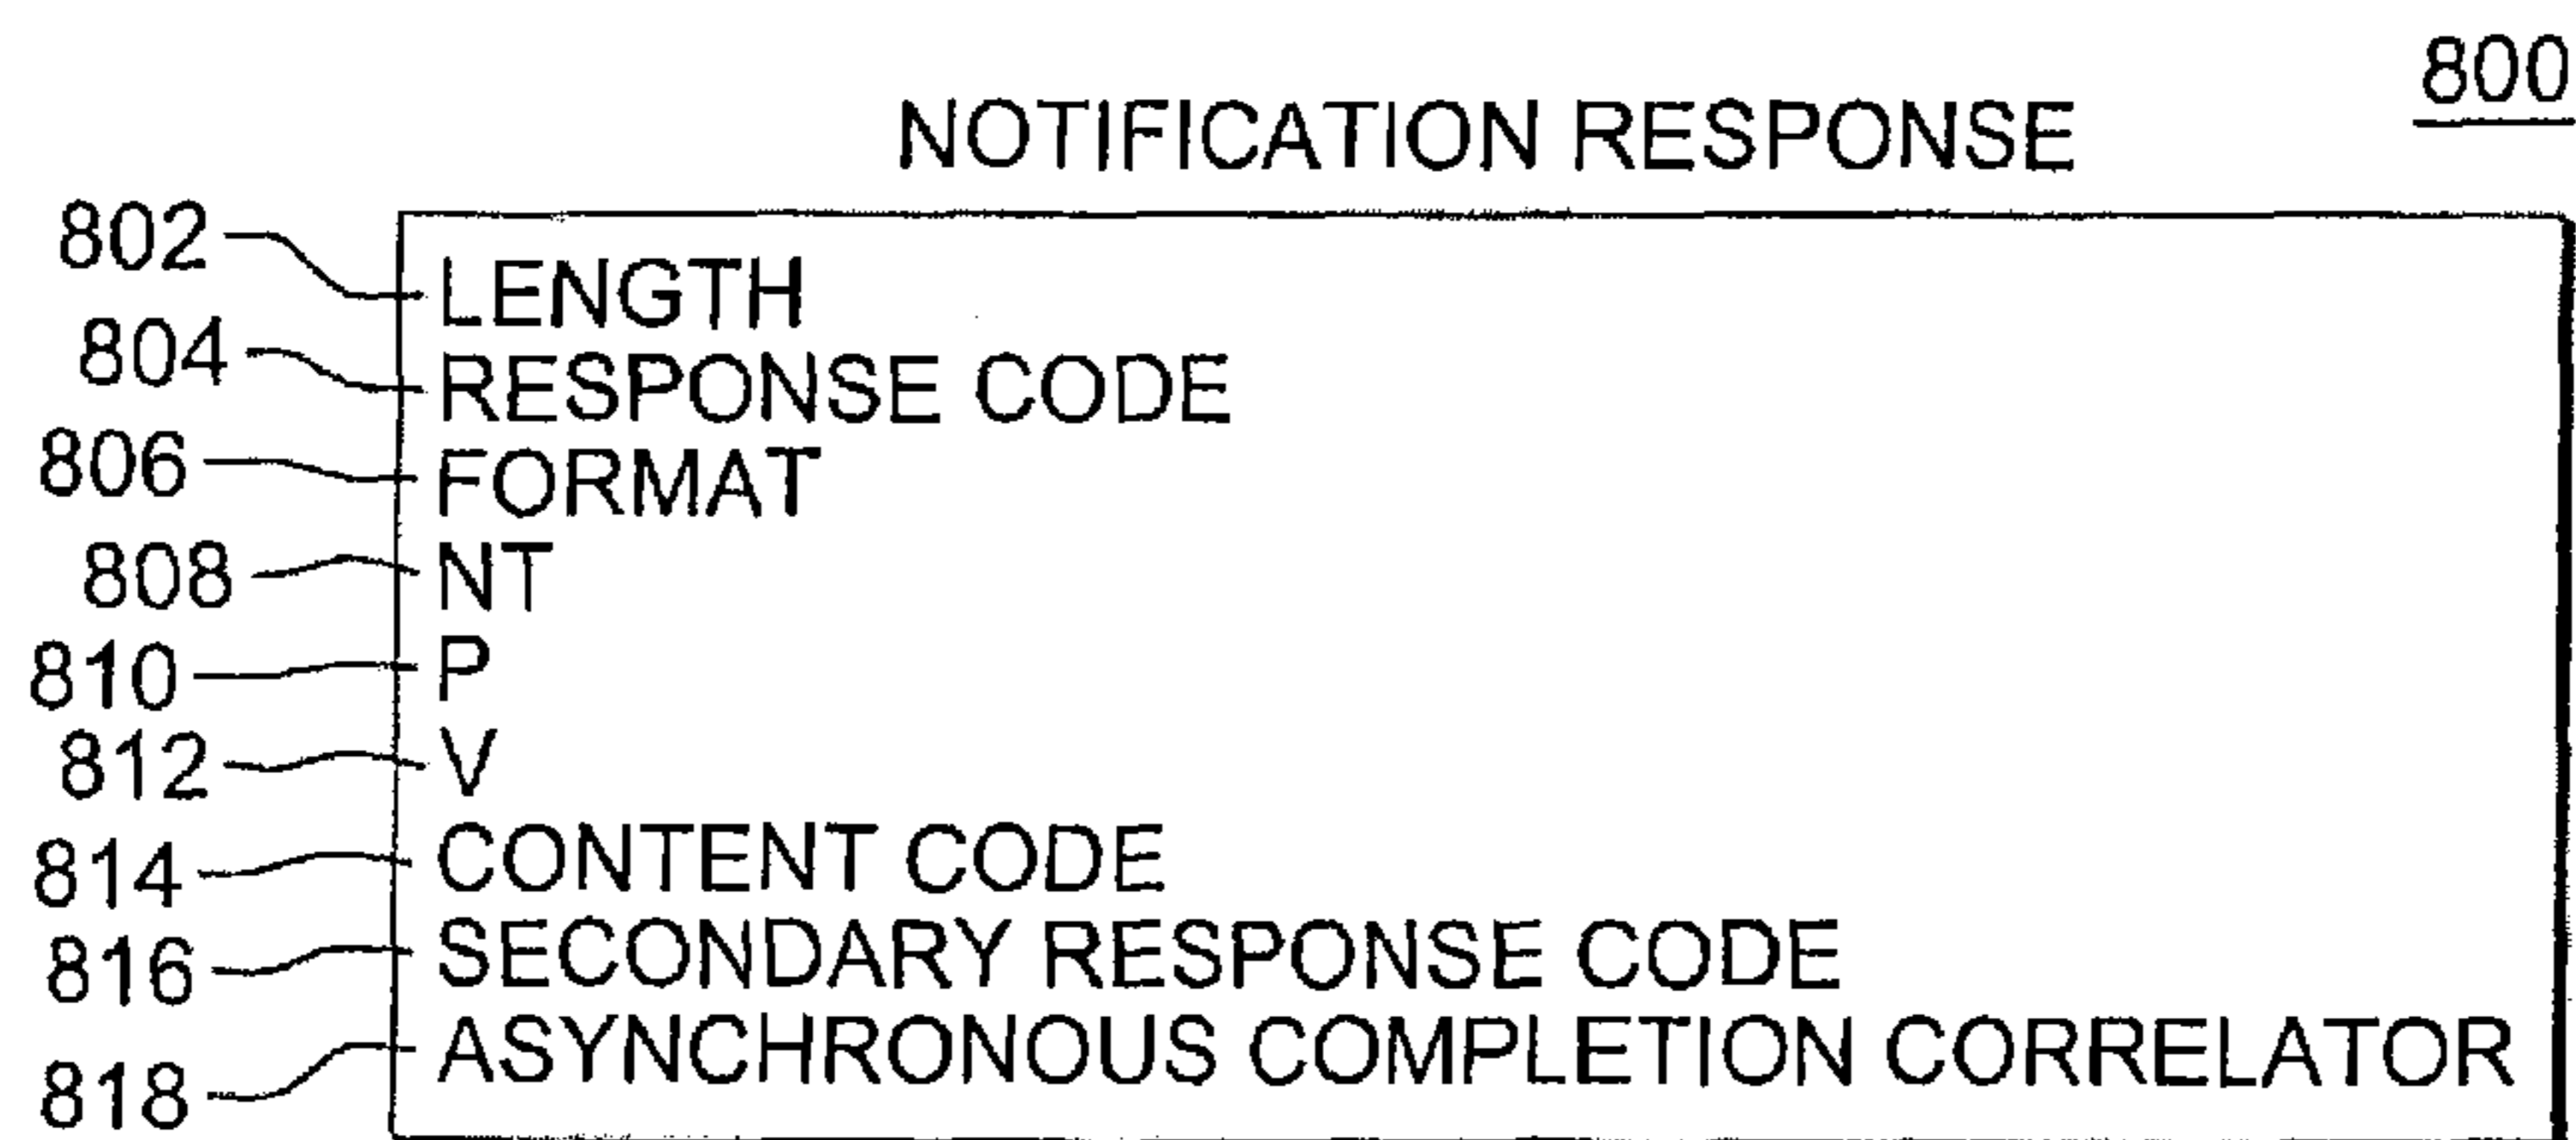 800
NOTIFICATION RESPONSE
802 LENGTH
804 RESPONSE CODE
806 FORMAT
808 NT
810 P
812 V
814 CONTENT CODE
816 SECONDARY RESPONSE CODE
818 ASYNCHRONOUS COMPLETION CORRELATOR